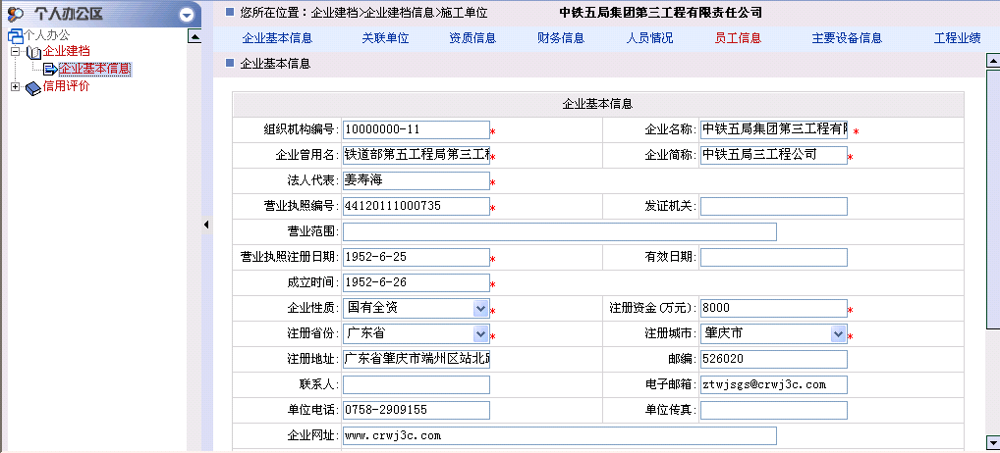 个人办公区
个人办公
企业建档
企业基本信息
信用评价
您所在位置：企业建档>企业建档信息>施工单位 中铁五局集团第三工程有限责任公司
企业基本信息 关联单位 资质信息 财务信息 人员情况 员工信息 主要设备信息 工程业绩
企业基本信息
企业基本信息
组织机构编号: 10000000-11 * 企业名称: 中铁五局集团第三工程有限 *
企业曾用名: 铁道部第五工程局第三工程 * 企业简称: 中铁五局三工程公司 *
法人代表: 姜寿海 *
营业执照编号: 44120111000735 * 发证机关:
营业范围:
营业执照注册日期: 1952-6-25 * 有效日期:
成立时间: 1952-6-26 *
企业性质: 国有全资 * 注册资金(万元): 8000 *
注册省份: 广东省 * 注册城市: 肇庆市 *
注册地址: 广东省肇庆市端州区站北路 邮编: 526020
联系人: 电子邮箱: ztwjsgs@crwj3c.com
单位电话: 0758-2909155 单位传真:
企业网址: www.crwj3c.com